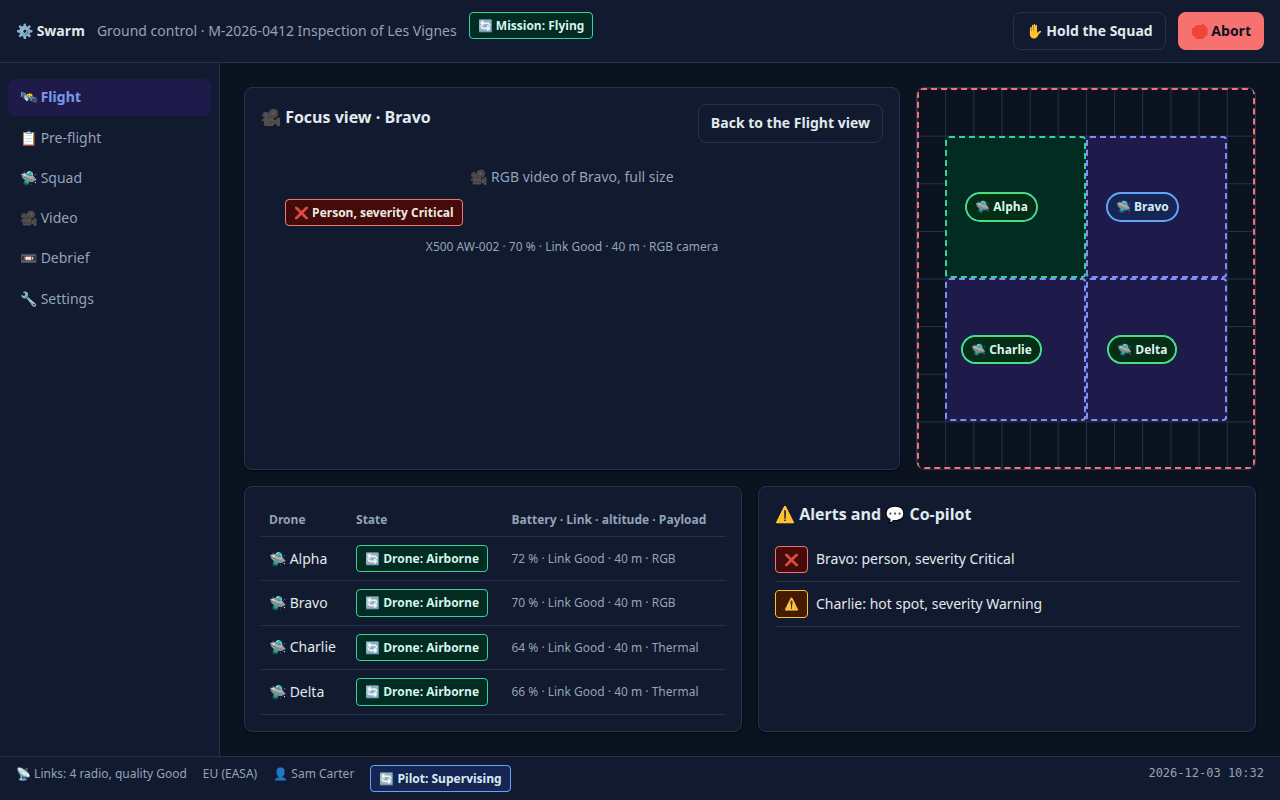 ⚙️ Swarm Ground control · M-2026-0412 Inspection of Les Vignes 🔄 Mission: Flying ✋ Hold the Squad 🛑 Abort
🛰️ Flight
📋 Pre-flight
🛸 Squad
🎥 Video
📼 Debrief
🔧 Settings
🎥 Focus view · Bravo
Back to the Flight view
🎥 RGB video of Bravo, full size
❌ Person, severity Critical
X500 AW-002 · 70 % · Link Good · 40 m · RGB camera
🛸 Alpha
🛸 Bravo
🛸 Charlie
🛸 Delta
Drone State Battery · Link · altitude · Payload
🛸 Alpha 🔄 Drone: Airborne 72 % · Link Good · 40 m · RGB
🛸 Bravo 🔄 Drone: Airborne 70 % · Link Good · 40 m · RGB
🛸 Charlie 🔄 Drone: Airborne 64 % · Link Good · 40 m · Thermal
🛸 Delta 🔄 Drone: Airborne 66 % · Link Good · 40 m · Thermal
⚠️ Alerts and 💬 Co-pilot
❌ Bravo: person, severity Critical
⚠️ Charlie: hot spot, severity Warning
📡 Links: 4 radio, quality Good EU (EASA) 👤 Sam Carter 🔄 Pilot: Supervising 2026-12-03 10:32